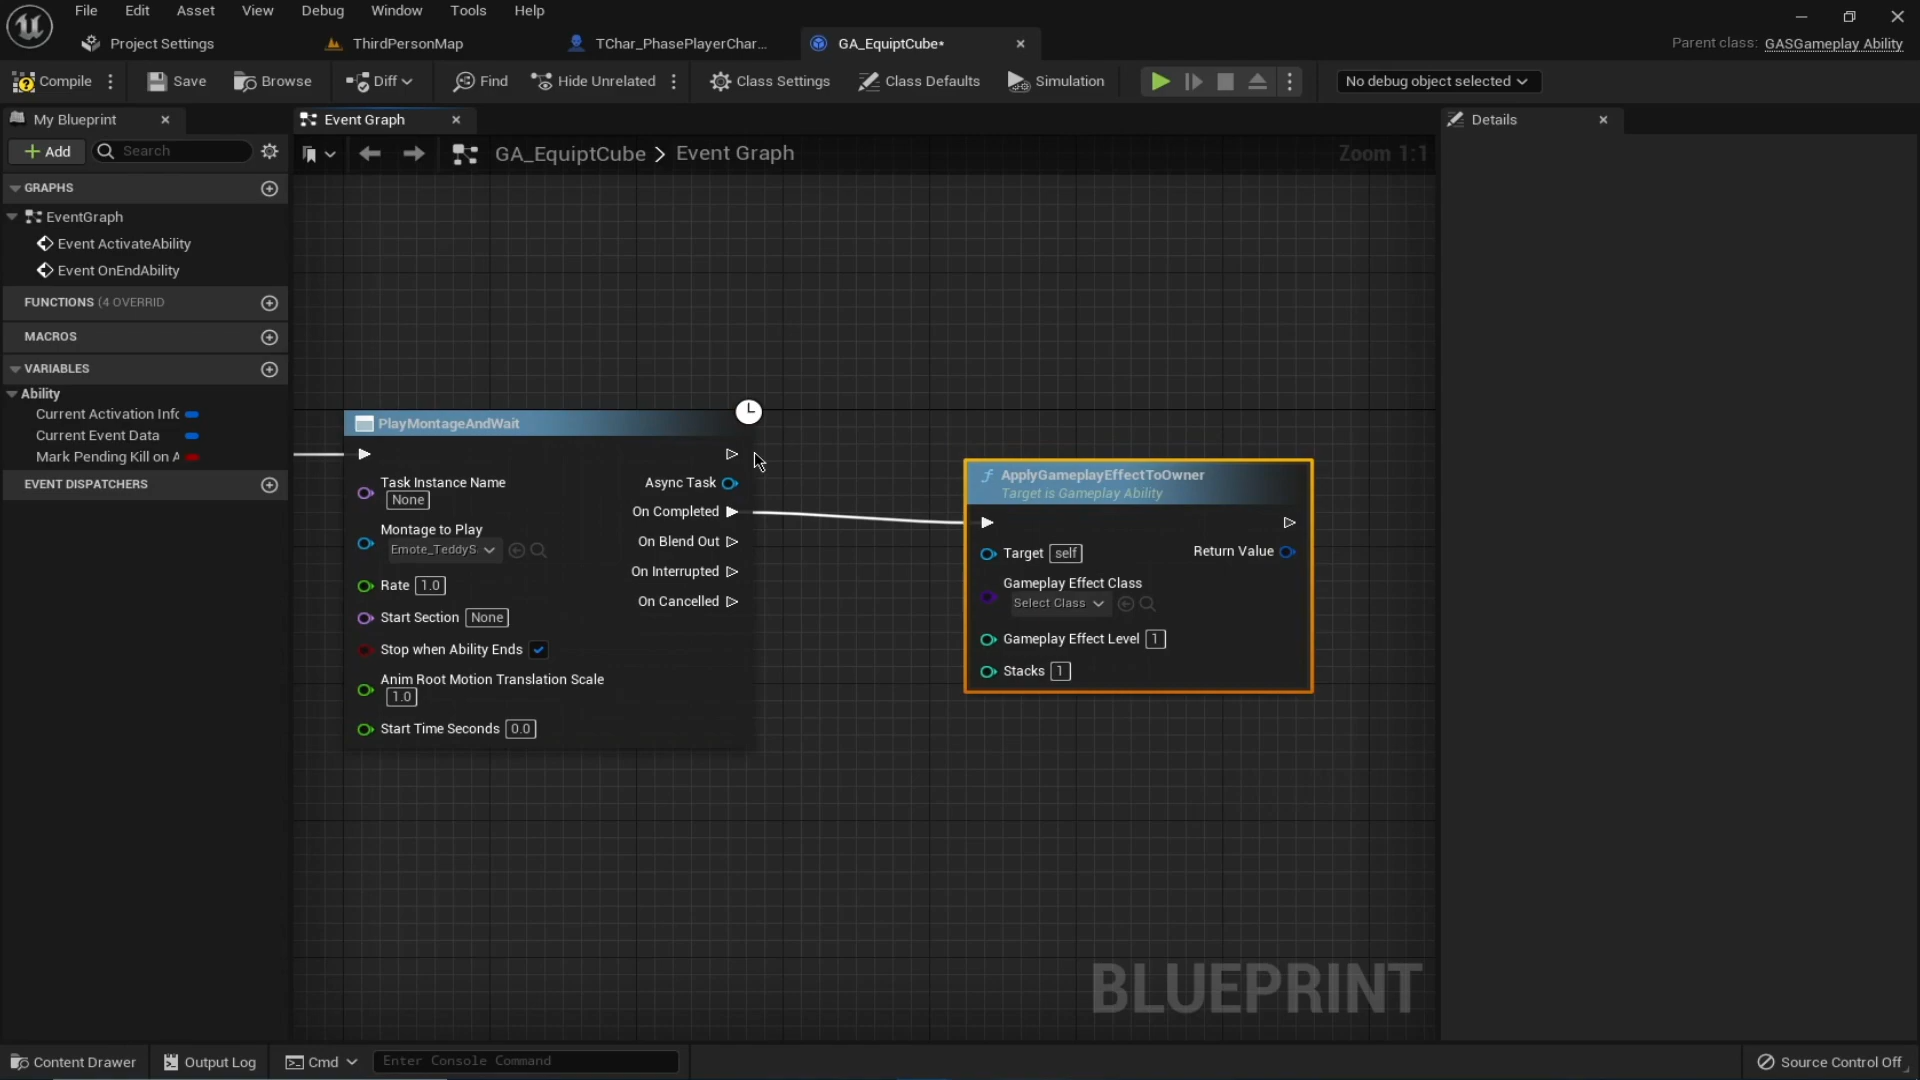 File Edit Asset View Debug Window Tools Help
Project Settings ThirdPersonMap TChar_PhasePlayerChar... GA_EquiptCube*
Parent class: GASGameplay Ability
Compile Save Browse Diff Find Hide Unrelated Class Settings Class Defaults Simulation No debug object selected
My Blueprint Event Graph Details
Add Search GA_EquiptCube > Event Graph Zoom 1:1
GRAPHS
EventGraph
Event ActivateAbility
Event OnEndAbility
FUNCTIONS (4 OVERRID
MACROS
VARIABLES
Ability
Current Activation Infc
Current Event Data
Mark Pending Kill on A
EVENT DISPATCHERS
PlayMontageAndWait
Task Instance Name
None
Async Task
On Completed
Montage to Play
Emote_TeddyS
On Blend Out
On Interrupted
Rate 1.0
On Cancelled
Start Section None
Stop when Ability Ends
Anim Root Motion Translation Scale
1.0
Start Time Seconds 0.0
ApplyGameplayEffectToOwner
Target is Gameplay Ability
Target self Return Value
Gameplay Effect Class
Select Class
Gameplay Effect Level 1
Stacks 1
BLUEPRINT
Content Drawer Output Log Cmd Enter Console Command Source Control Off